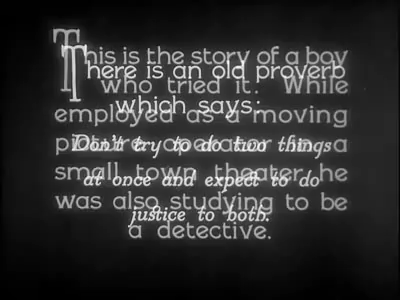 There is an old proverb
which says:
Don't try to do two things
at once and expect to do
justice to both.
This is the story of a boy
who tried it. While
employed as a moving
picture operator in a
small town theater he
was also studying to be
a detective.